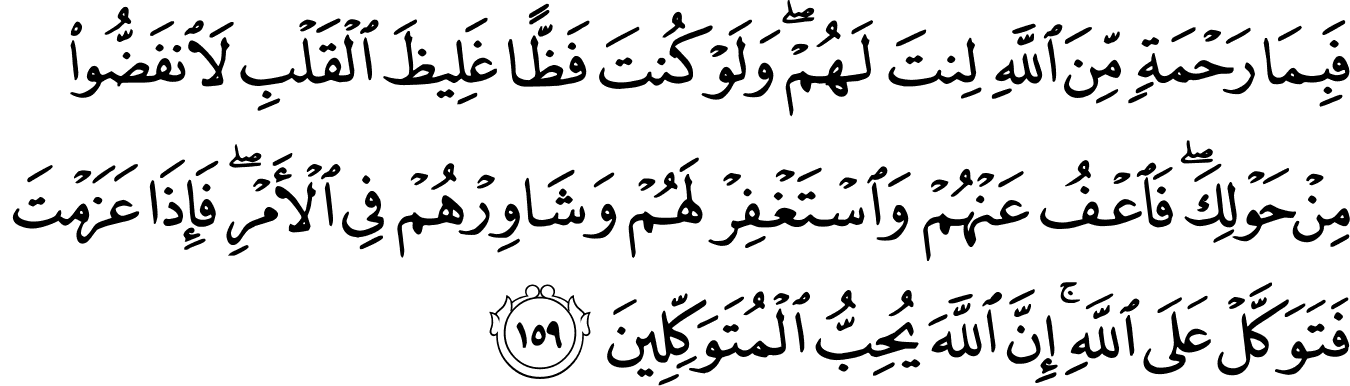 فَبِمَا رَحْمَةٍ مِّنَ ٱللَّهِ لِنتَ لَهُمْ ۖ وَلَوْ كُنتَ فَظًّا غَلِيظَ ٱلْقَلْبِ لَٱنفَضُّوا۟
مِنْ حَوْلِكَ ۖ فَٱعْفُ عَنْهُمْ وَٱسْتَغْفِرْ لَهُمْ وَشَاوِرْهُمْ فِى ٱلْأَمْرِ ۖ فَإِذَا عَزَمْتَ
فَتَوَكَّلْ عَلَى ٱللَّهِ ۚ إِنَّ ٱللَّهَ يُحِبُّ ٱلْمُتَوَكِّلِينَ ١٥٩